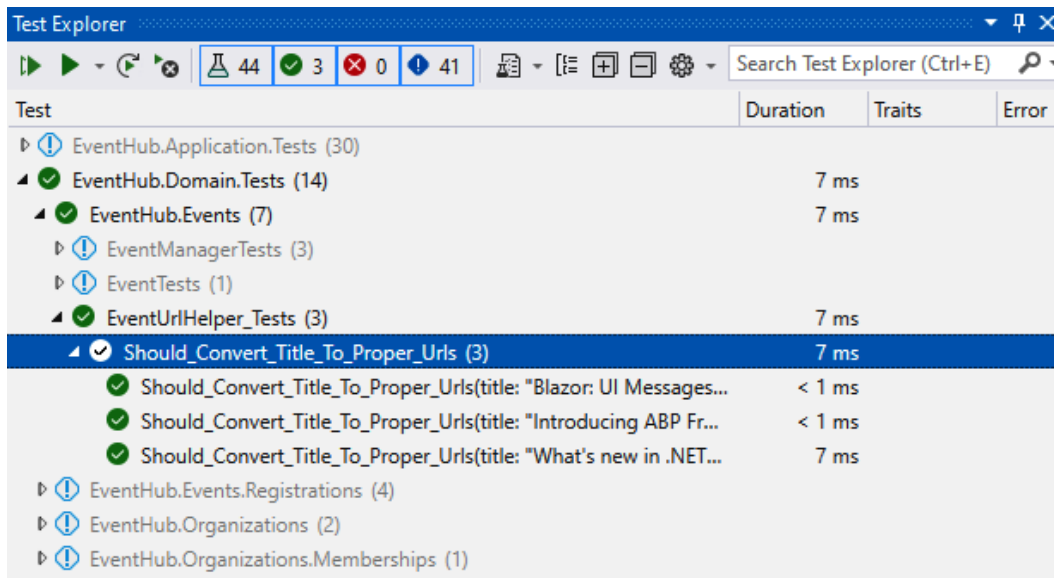 Test Explorer
44 3 0 41 Search Test Explorer (Ctrl+E)
Test Duration Traits Error
EventHub.Application.Tests (30)
EventHub.Domain.Tests (14) 7 ms
EventHub.Events (7) 7 ms
EventManagerTests (3)
EventTests (1)
EventUrlHelper_Tests (3) 7 ms
Should_Convert_Title_To_Proper_Urls (3) 7 ms
Should_Convert_Title_To_Proper_Urls(title: "Blazor: UI Messages... < 1 ms
Should_Convert_Title_To_Proper_Urls(title: "Introducing ABP Fr... < 1 ms
Should_Convert_Title_To_Proper_Urls(title: "What's new in .NET... 7 ms
EventHub.Events.Registrations (4)
EventHub.Organizations (2)
EventHub.Organizations.Memberships (1)